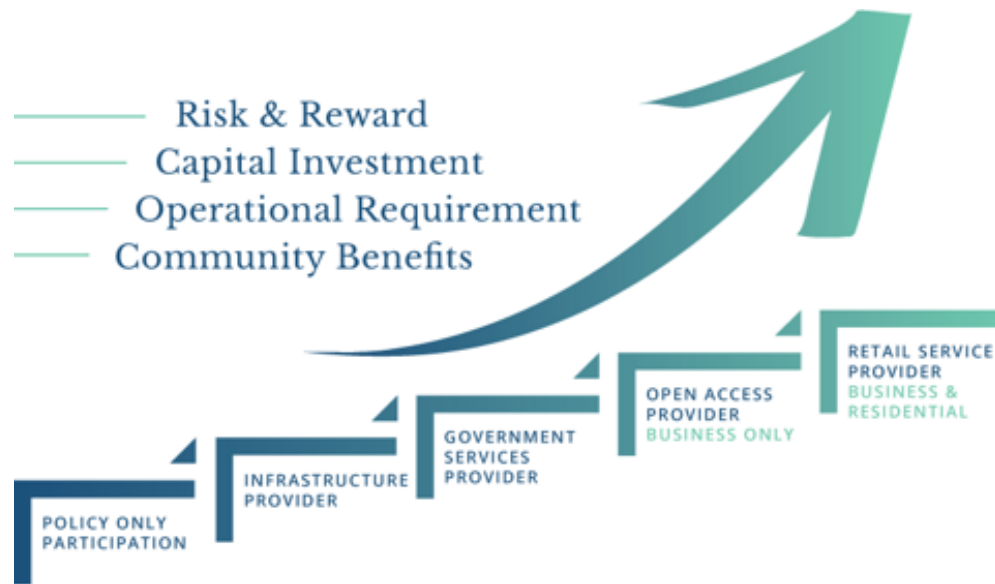 Risk & Reward
Capital Investment
Operational Requirement
Community Benefits
POLICY ONLY
PARTICIPATION
INFRASTRUCTURE
PROVIDER
GOVERNMENT
SERVICES
PROVIDER
OPEN ACCESS
PROVIDER
BUSINESS ONLY
RETAIL SERVICE
PROVIDER
BUSINESS &
RESIDENTIAL